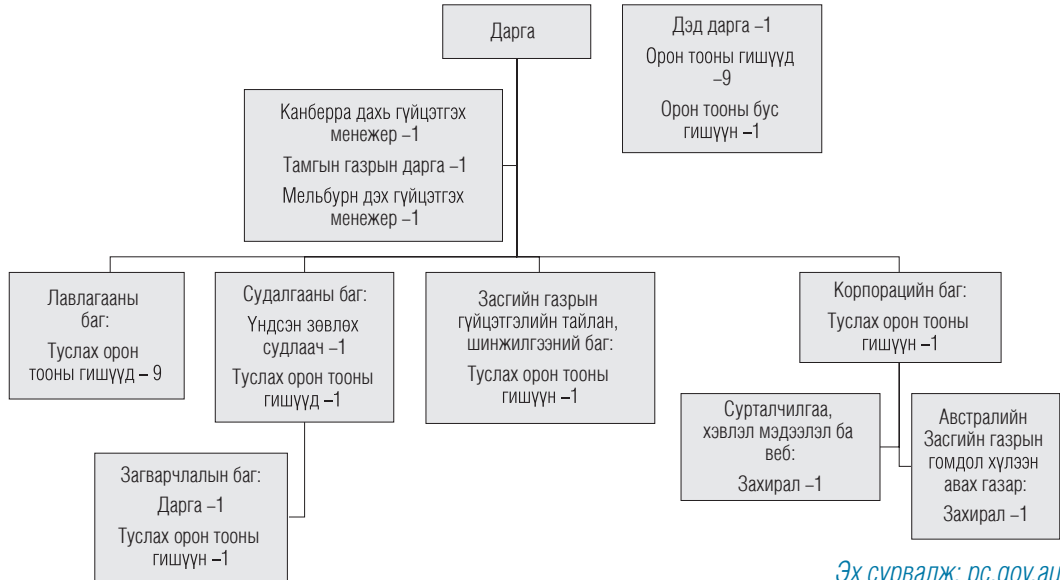 Дарга
Дэд дарга –1
Орон тооны гишүүд
–9
Орон тооны бус
гишүүн –1
Канберра дахь гүйцэтгэх
менежер –1
Тамгын газрын дарга –1
Мельбурн дэх гүйцэтгэх
менежер –1
Лавлагааны
баг:
Туслах орон
тооны гишүүд – 9
Судалгааны баг:
Үндсэн зөвлөх
судлаач –1
Туслах орон тооны
гишүүд –1
Засгийн газрын
гүйцэтгэлийн тайлан,
шинжилгээний баг:
Туслах орон тооны
гишүүн –1
Корпорацийн баг:
Туслах орон тооны
гишүүн –1
Загварчлалын баг:
Дарга –1
Туслах орон тооны
гишүүн –1
Сурталчилгаа,
хэвлэл мэдээлэл ба
веб:
Захирал –1
Австралийн
Засгийн газрын
гомдол хүлээн
авах газар:
Захирал –1
Эх сурвалж: pc.gov.au